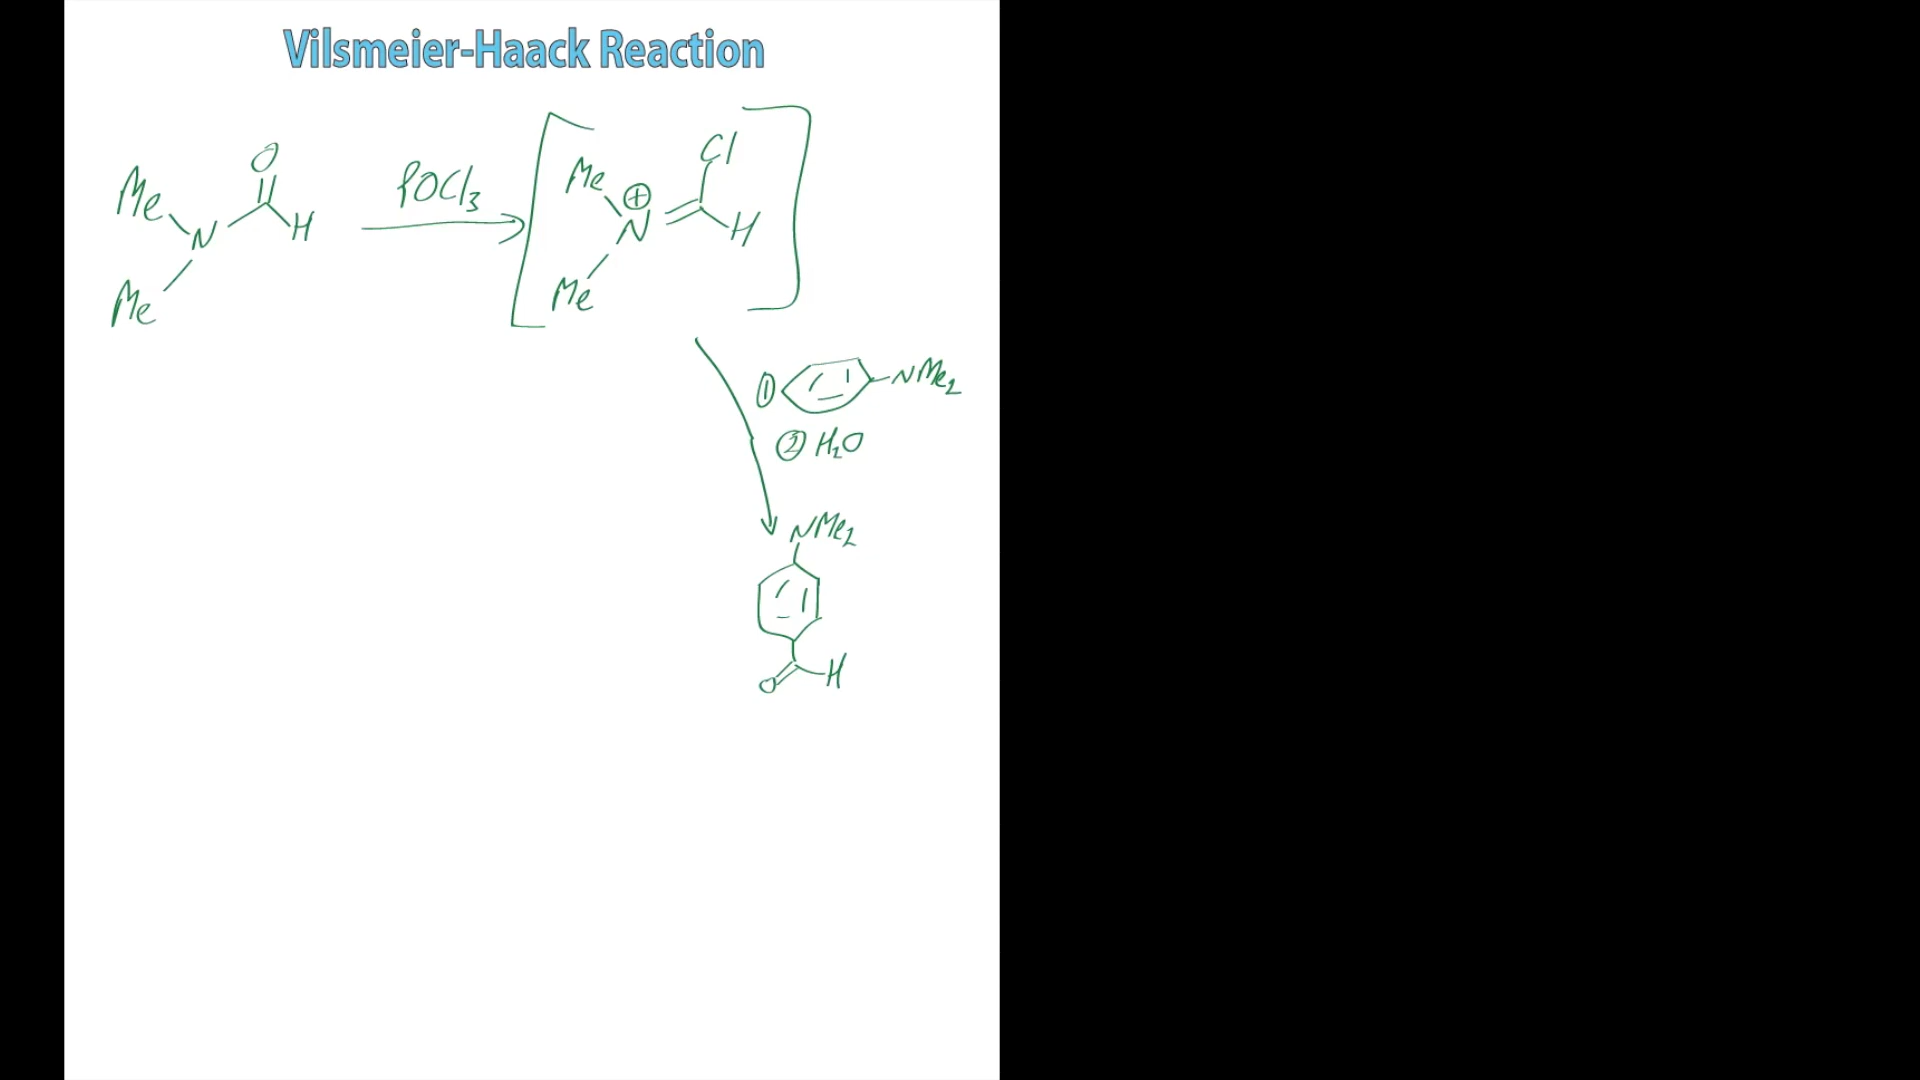 Vilsmeier-Haack Reaction
O
Me
N
H
Me
POCl3
Cl
Me
⊕
N
H
Me
① NMe2
② H2O
NMe2
O
H